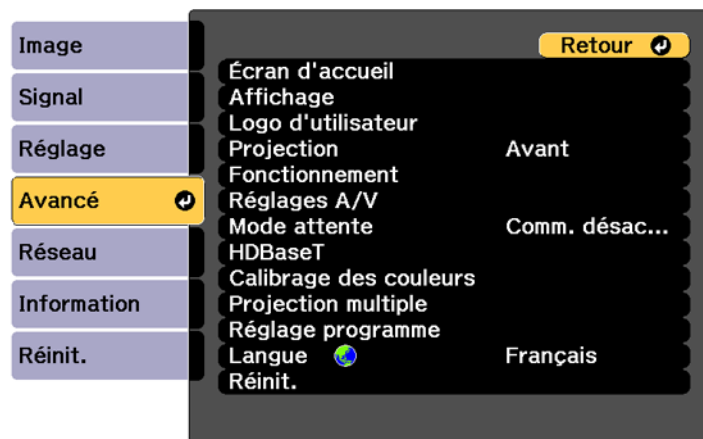 Image
Signal
Réglage
Avancé
Réseau
Information
Réinit.
Retour
Écran d'accueil
Affichage
Logo d'utilisateur
Projection Avant
Fonctionnement
Réglages A/V
Mode attente Comm. désac...
HDBaseT
Calibrage des couleurs
Projection multiple
Réglage programme
Langue Français
Réinit.